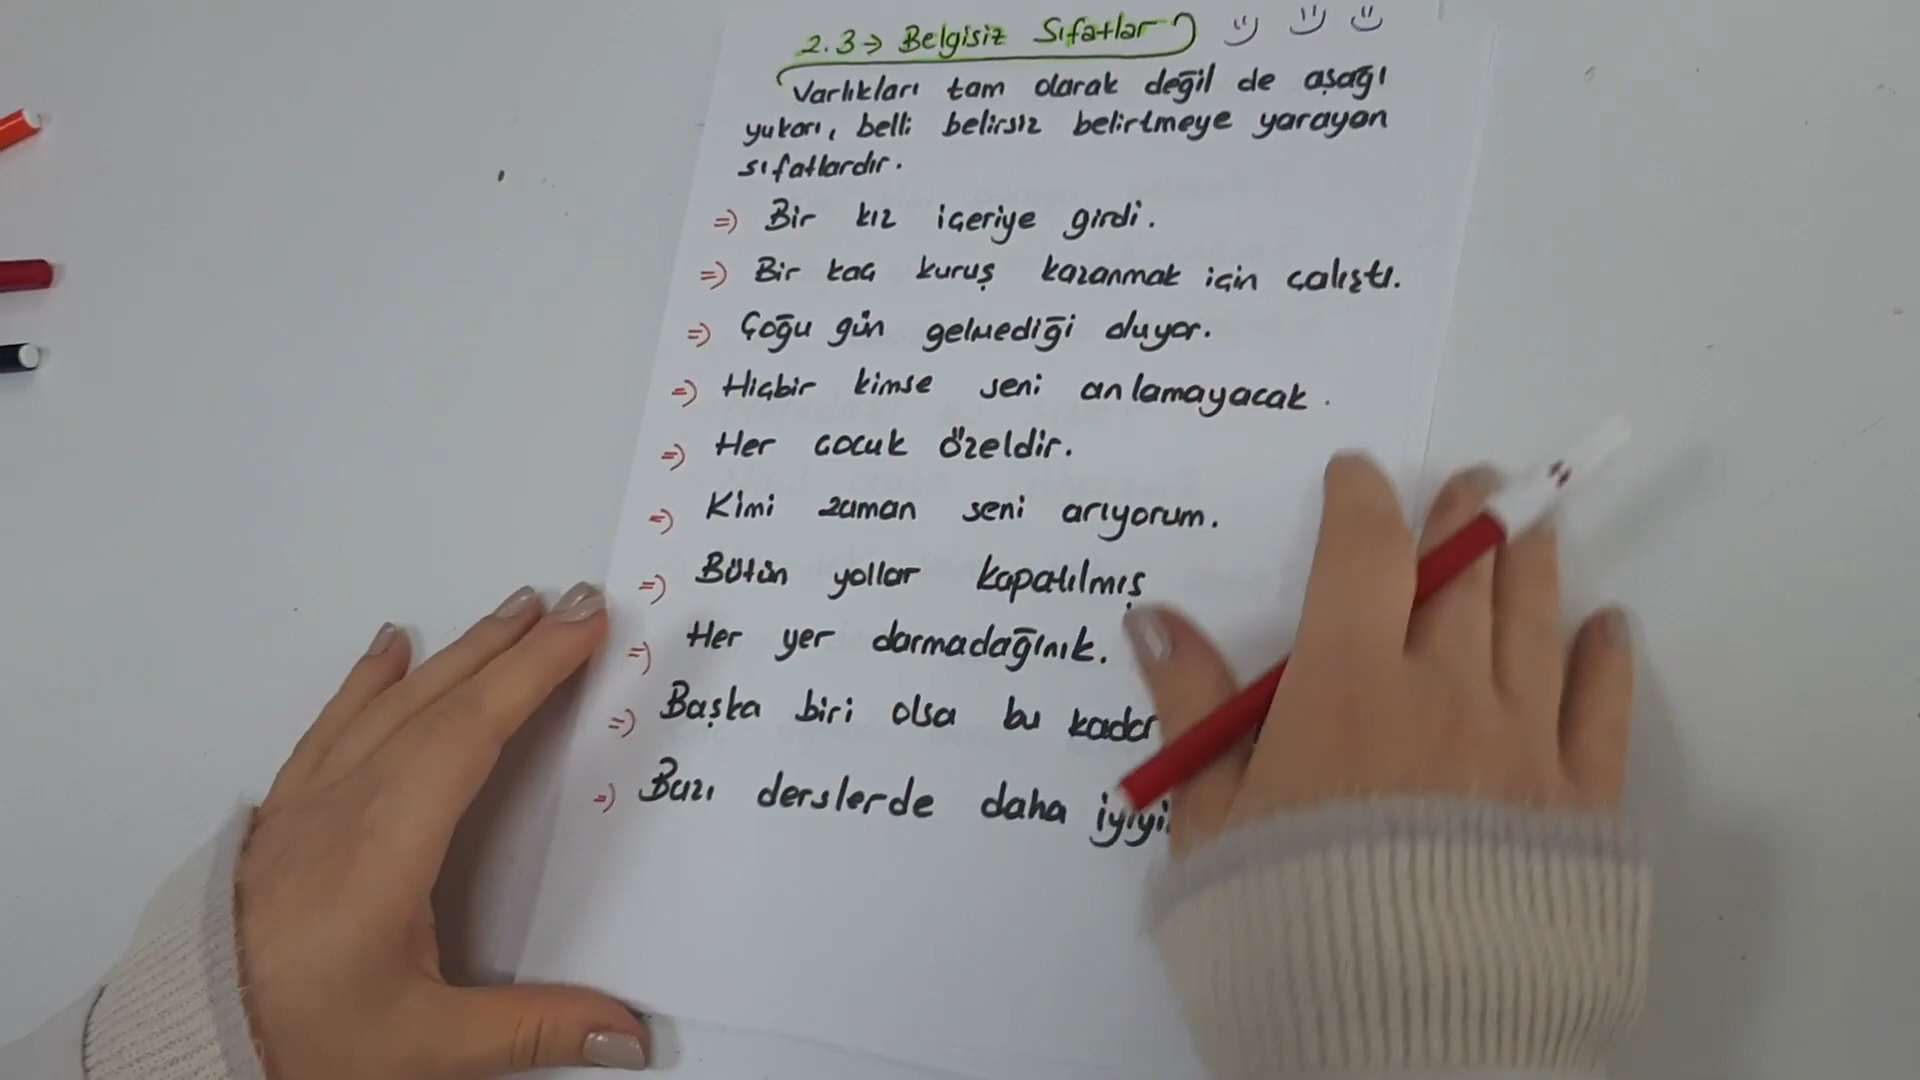 2.3→ Belgisiz Sıfatlar
Varlıkları tam olarak değil de aşağı
yukarı, belli belirsiz belirtmeye yarayan
sıfatlardır.
⇒ Bir kız içeriye girdi.
⇒ Bir kaç kuruş kazanmak için çalıştı.
⇒ Çoğu gün gelmediği oluyor.
⇒ Hiçbir kimse seni anlamayacak.
⇒ Her çocuk özeldir.
⇒ Kimi zaman seni arıyorum.
⇒ Bütün yollar kapatılmış
⇒ Her yer darmadağınık.
⇒ Başka biri olsa bu kadar
⇒ Bazı derslerde daha